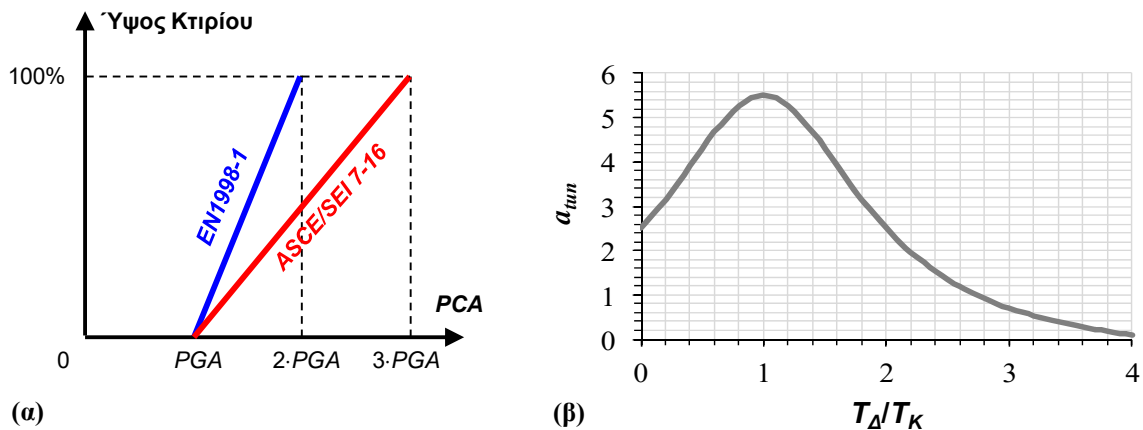 Ύψος Κτιρίου
100%
EN1998-1
ASCE/SEI 7-16
PCA
0
PGA
2·PGA
3·PGA
(α)
6
5
4
3
2
1
0
a_tun
0
1
2
3
4
T_Δ/T_K
(β)